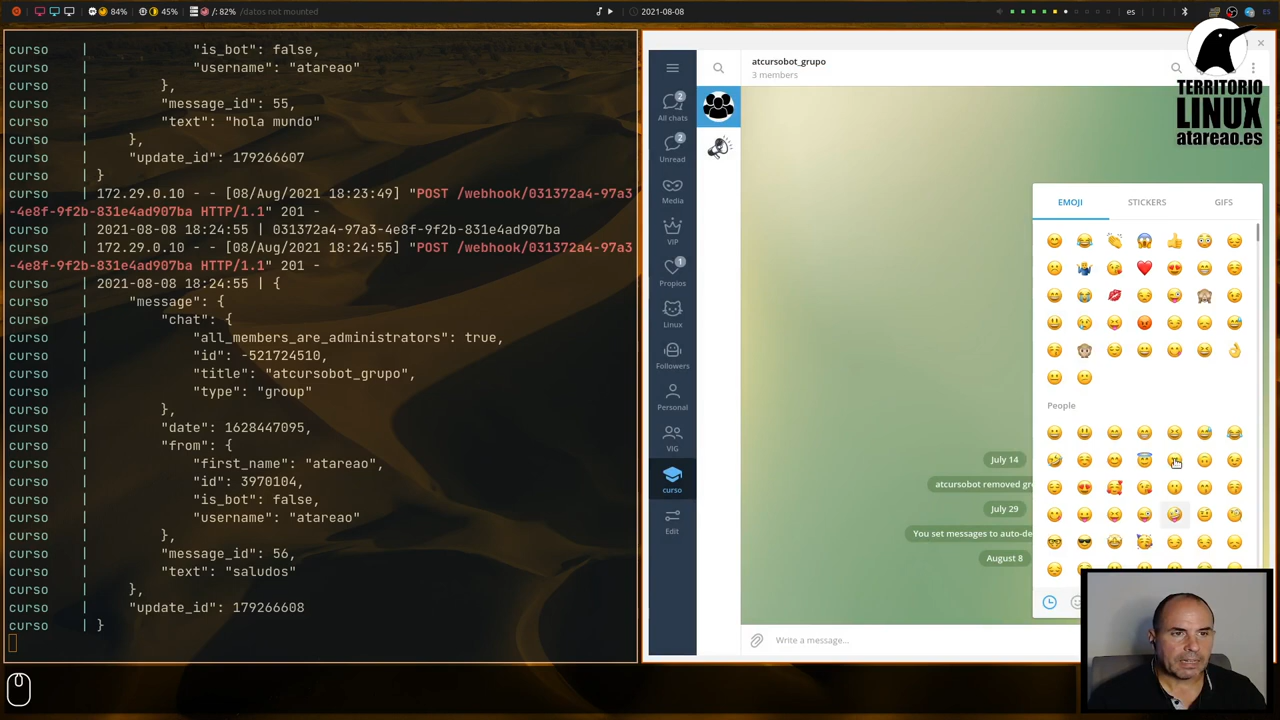 84% 45% /: 82% /datos not mounted
2021-08-08
es
ES
curso | "is_bot": false,
curso | "username": "atareao"
curso | },
curso | "message_id": 55,
curso | "text": "hola mundo"
curso | },
curso | "update_id": 179266607
curso | }
curso | 172.29.0.10 - - [08/Aug/2021 18:23:49] "POST /webhook/031372a4-97a3
-4e8f-9f2b-831e4ad907ba HTTP/1.1" 201 -
curso | 2021-08-08 18:24:55 | 031372a4-97a3-4e8f-9f2b-831e4ad907ba
curso | 172.29.0.10 - - [08/Aug/2021 18:24:55] "POST /webhook/031372a4-97a3
-4e8f-9f2b-831e4ad907ba HTTP/1.1" 201 -
curso | 2021-08-08 18:24:55 | {
curso | "message": {
curso | "chat": {
curso | "all_members_are_administrators": true,
curso | "id": -521724510,
curso | "title": "atcursobot_grupo",
curso | "type": "group"
curso | },
curso | "date": 1628447095,
curso | "from": {
curso | "first_name": "atareao",
curso | "id": 3970104,
curso | "is_bot": false,
curso | "username": "atareao"
curso | },
curso | "message_id": 56,
curso | "text": "saludos"
curso | },
curso | "update_id": 179266608
curso | }
2
All chats
2
Unread
Media
VIP
1
Propios
Linux
Followers
Personal
VIG
curso
Edit
atcursobot_grupo
3 members
TERRITORIO
LINUX
atareao.es
July 14
atcursobot removed gr
July 29
You set messages to auto-de
August 8
Write a message...
EMOJI STICKERS GIFS
People